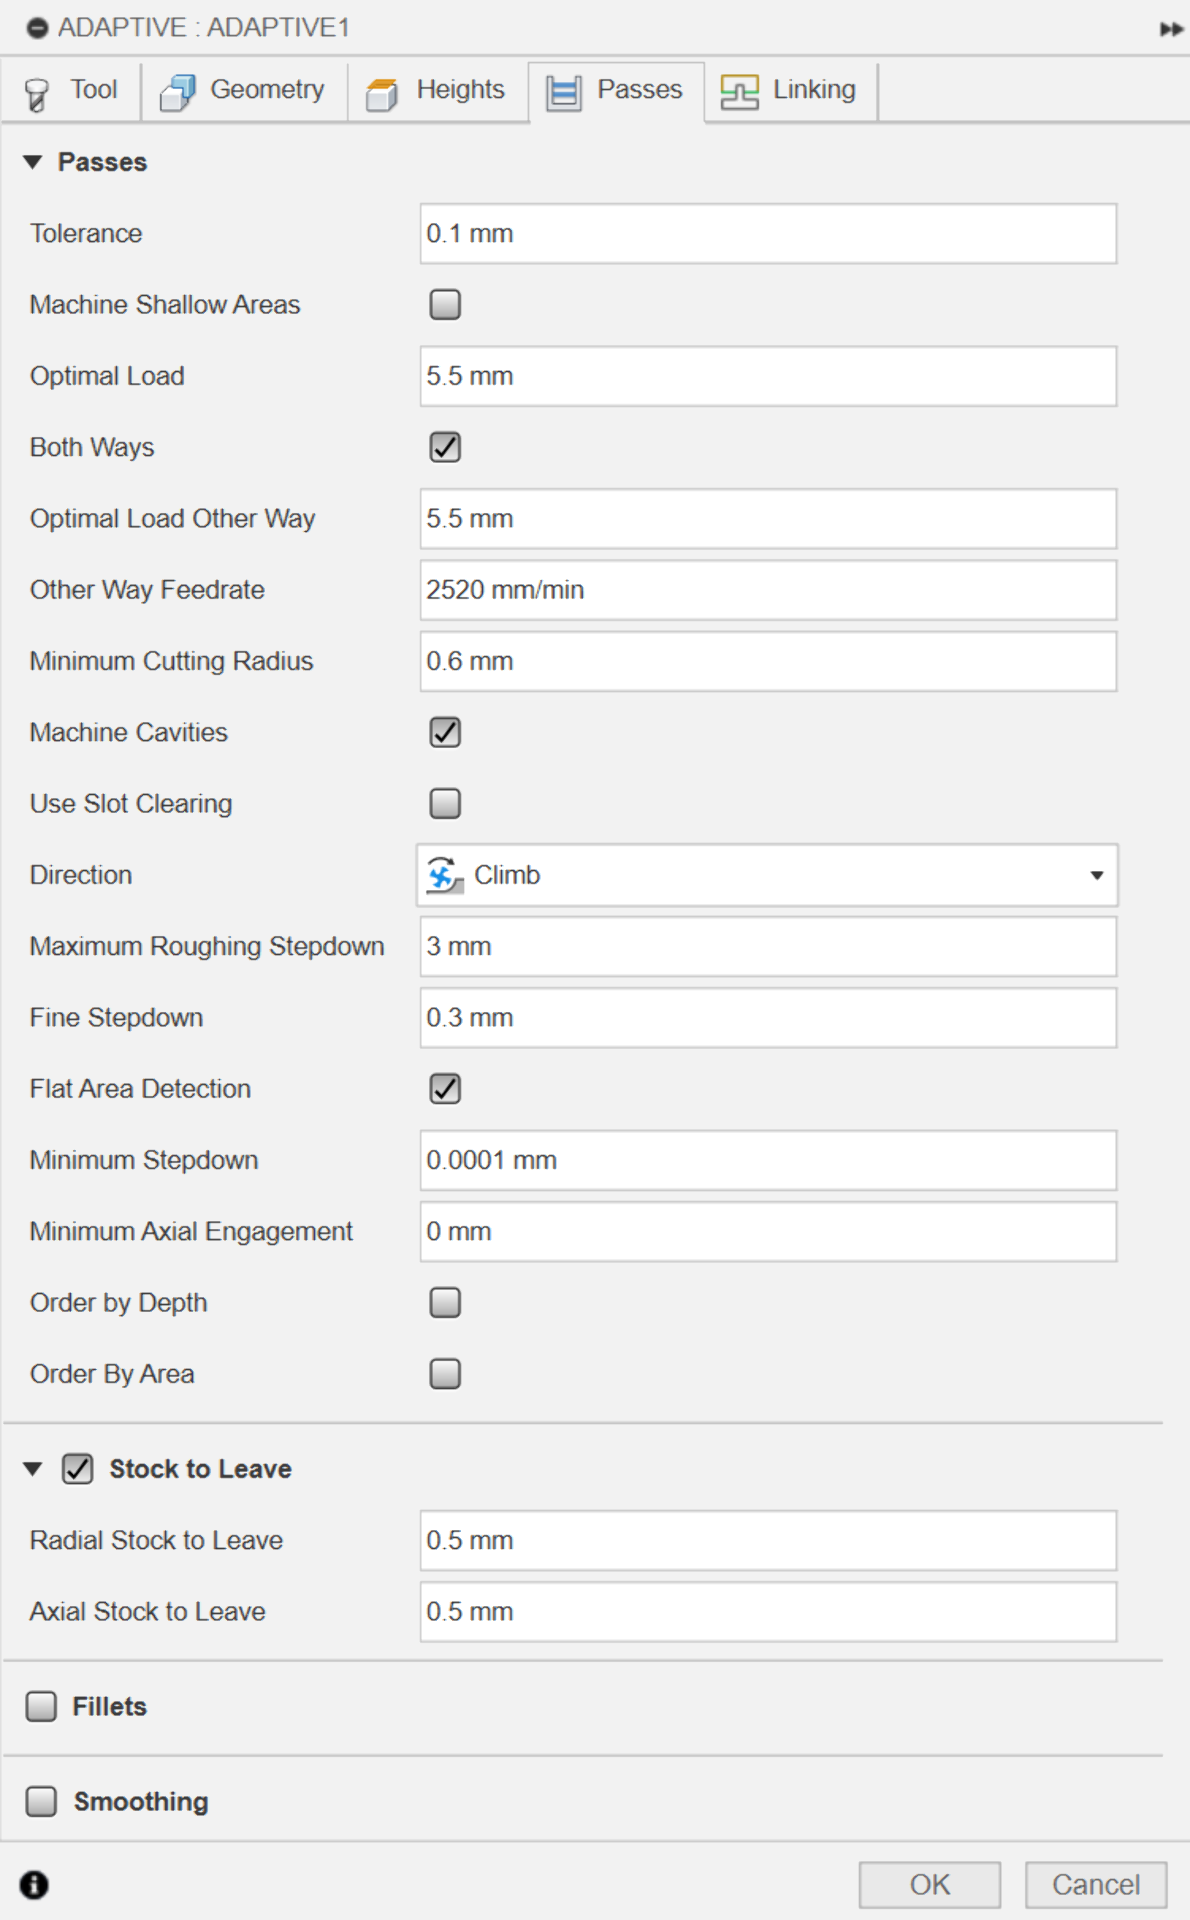 ADAPTIVE : ADAPTIVE1
Tool Geometry Heights Passes Linking
Passes
Tolerance 0.1 mm
Machine Shallow Areas
Optimal Load 5.5 mm
Both Ways
Optimal Load Other Way 5.5 mm
Other Way Feedrate 2520 mm/min
Minimum Cutting Radius 0.6 mm
Machine Cavities
Use Slot Clearing
Direction Climb
Maximum Roughing Stepdown 3 mm
Fine Stepdown 0.3 mm
Flat Area Detection
Minimum Stepdown 0.0001 mm
Minimum Axial Engagement 0 mm
Order by Depth
Order By Area
Stock to Leave
Radial Stock to Leave 0.5 mm
Axial Stock to Leave 0.5 mm
Fillets
Smoothing
OK Cancel